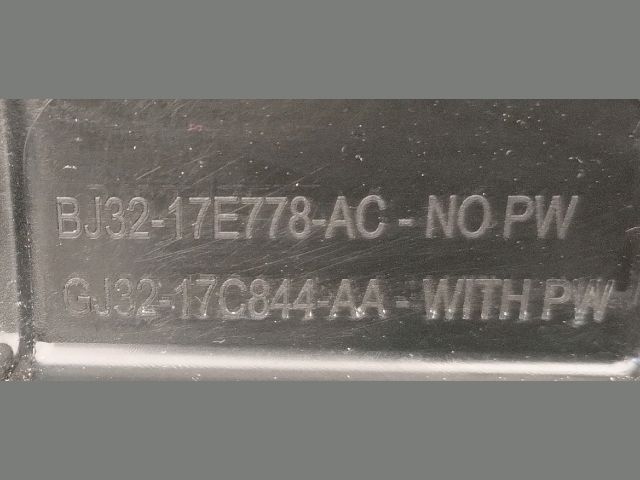 BJ32-17E778-AC - NO PW
GJ32-17C844-AA - WITH PW